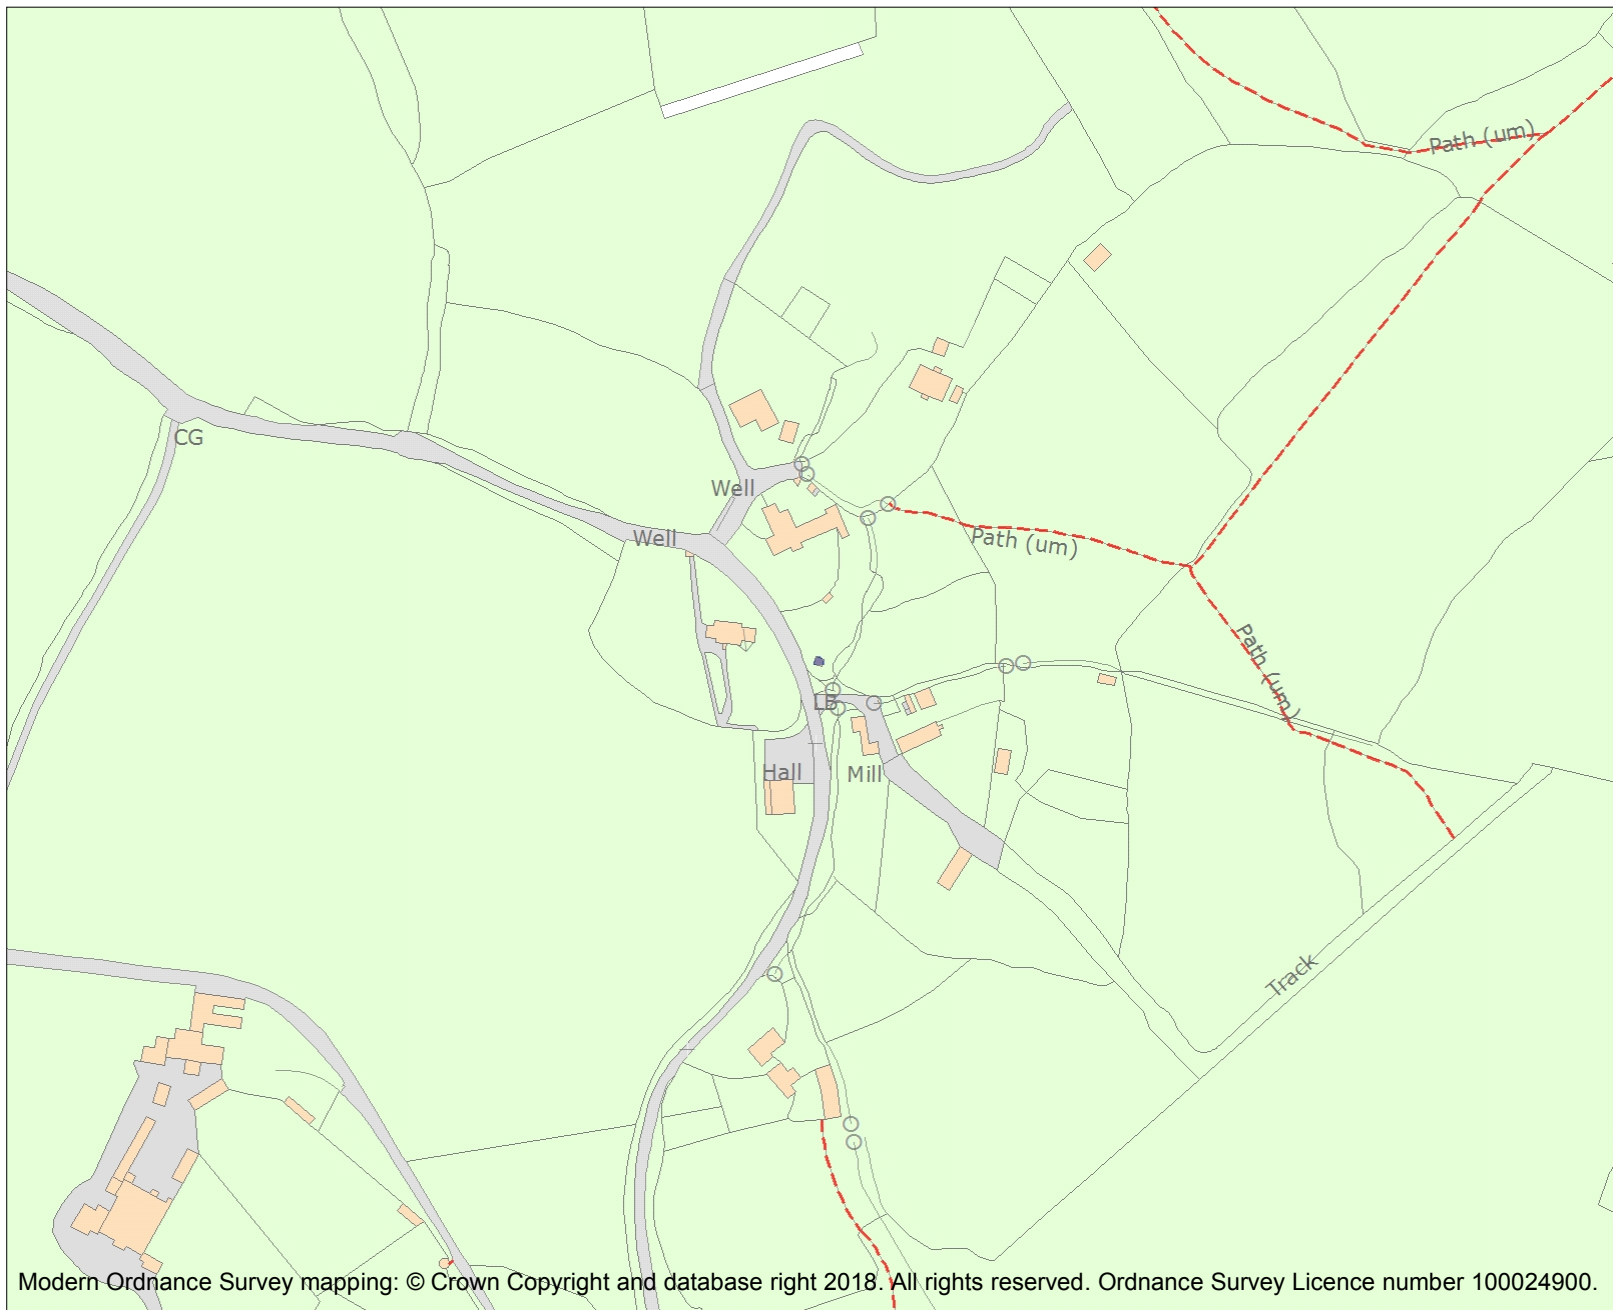 Path (um)
CG
Well
Well
Path (um)
Path (um)
LB
Hall
Mill
Track
Modern Ordnance Survey mapping: © Crown Copyright and database right 2018. All rights reserved. Ordnance Survey Licence number 100024900.